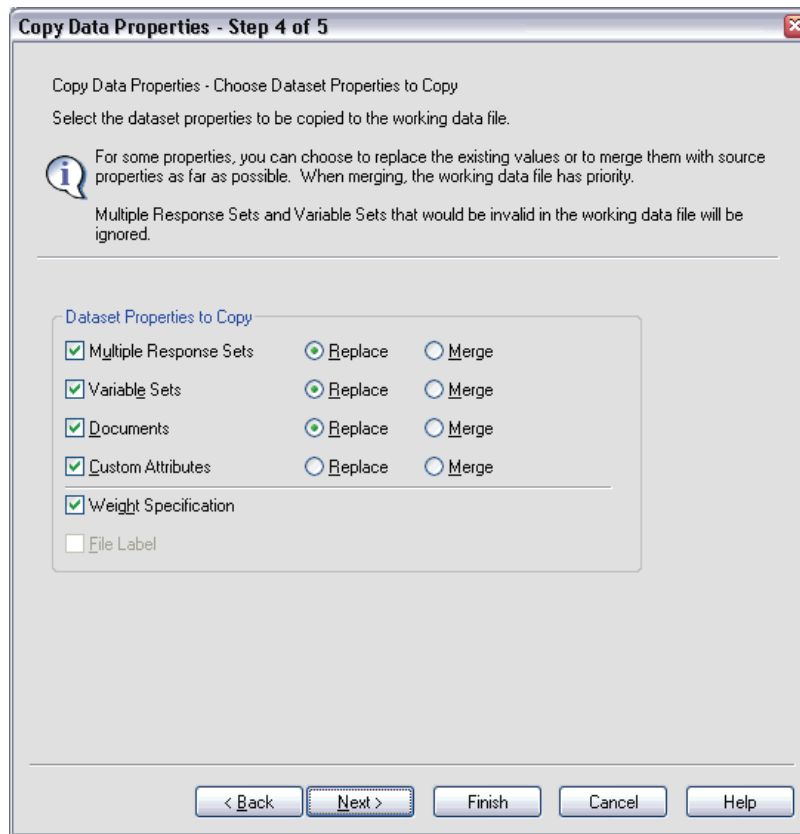 Copy Data Properties - Step 4 of 5
Copy Data Properties - Choose Dataset Properties to Copy
Select the dataset properties to be copied to the working data file.
For some properties, you can choose to replace the existing values or to merge them with source
properties as far as possible. When merging, the working data file has priority.
Multiple Response Sets and Variable Sets that would be invalid in the working data file will be
ignored.
Dataset Properties to Copy
Multiple Response Sets Replace Merge
Variable Sets Replace Merge
Documents Replace Merge
Custom Attributes Replace Merge
Weight Specification
File Label
< Back Next > Finish Cancel Help